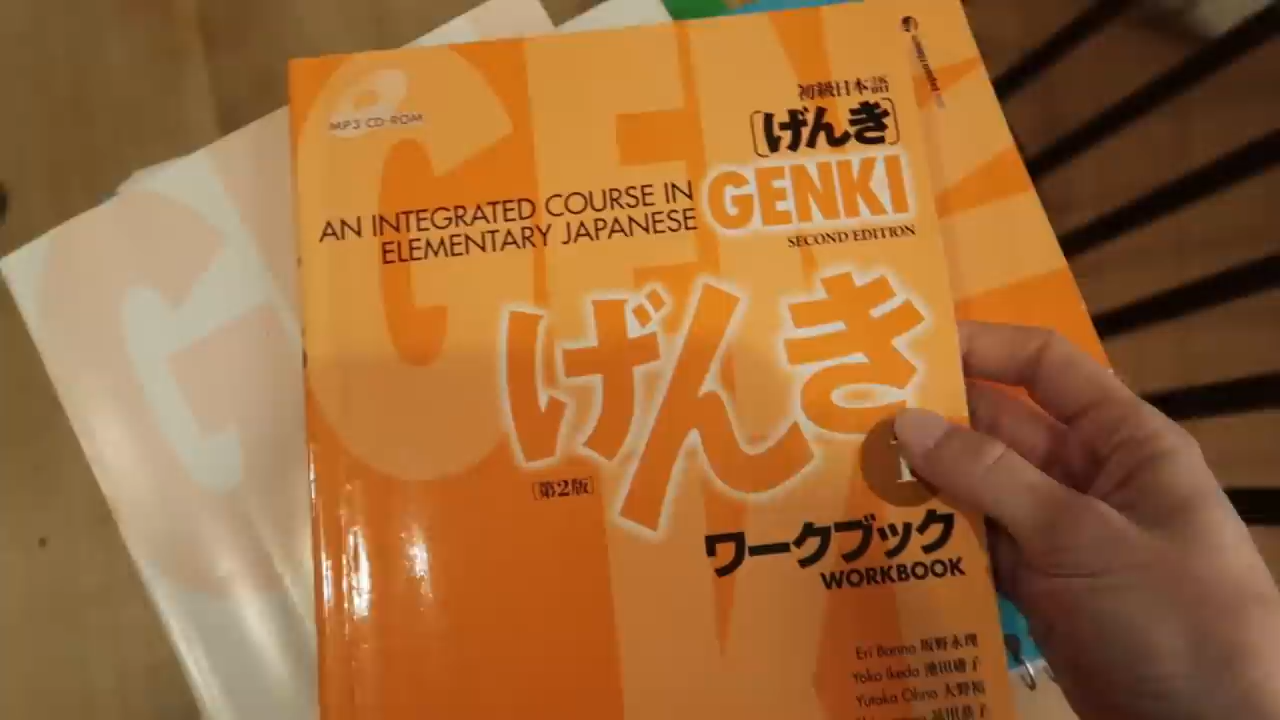 MP3 CD-ROM
初級日本語
[げんき]
GENKI
AN INTEGRATED COURSE IN
ELEMENTARY JAPANESE
SECOND EDITION
げんき
[第2版]
I
ワークブック
WORKBOOK
Eri Banno 坂野永理
Yoko Ikeda 池田庸子
Yutaka Ohno 大野裕